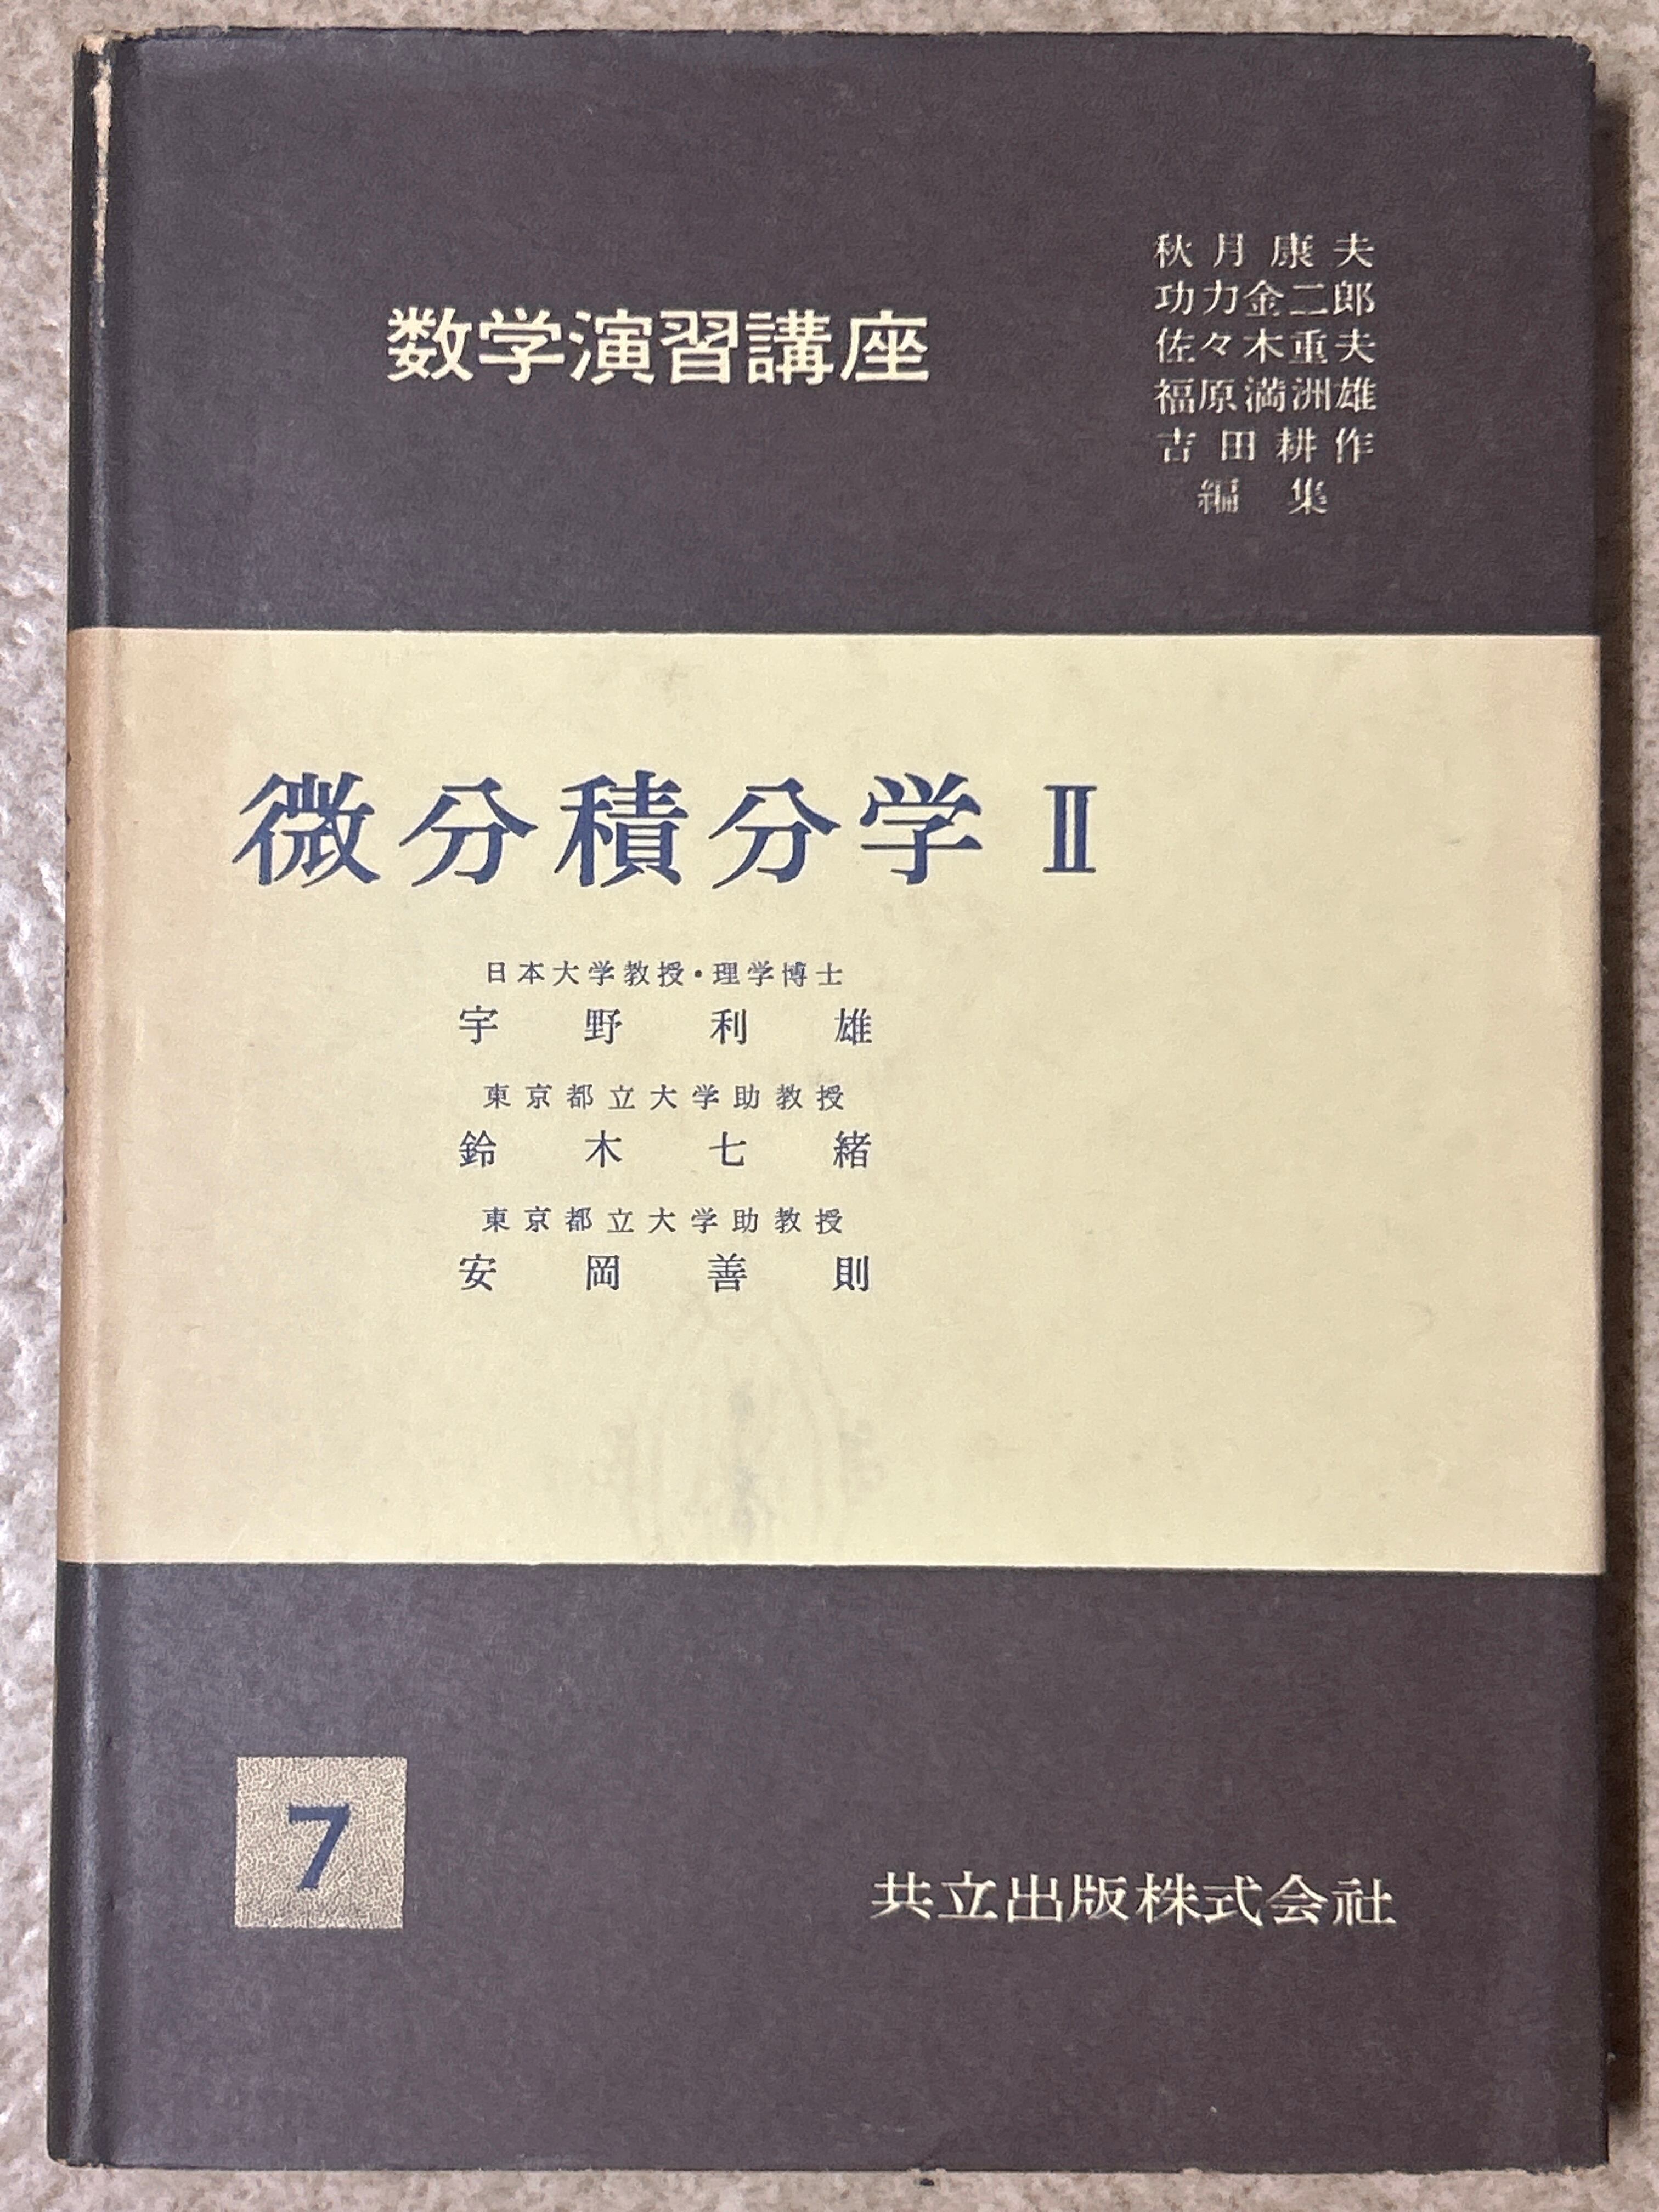 数学演習講座
秋月康夫
功力金二郎
佐々木重夫
福原満洲雄
吉田耕作
編集
微分積分学 II
日本大学教授・理学博士
宇野利雄
東京都立大学助教授
鈴木七緒
東京都立大学助教授
安岡善則
7
共立出版株式会社